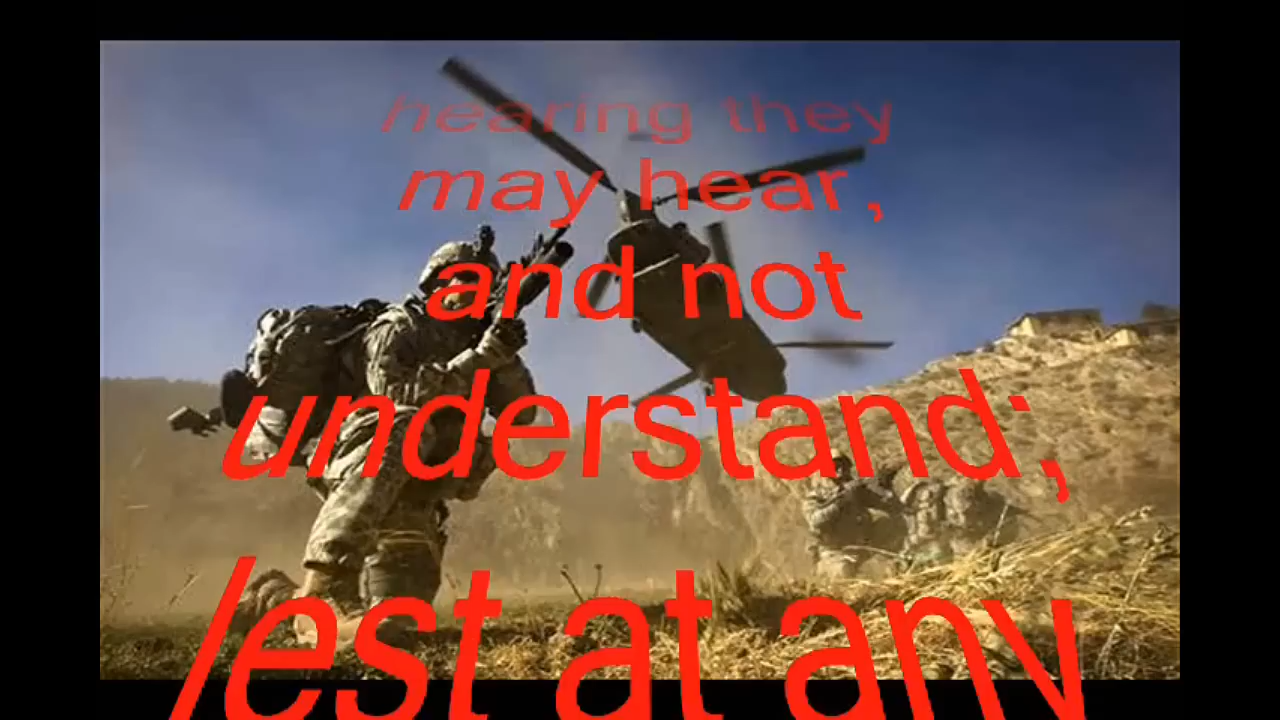 hearing they
may hear,
and not
understand;
lest at any